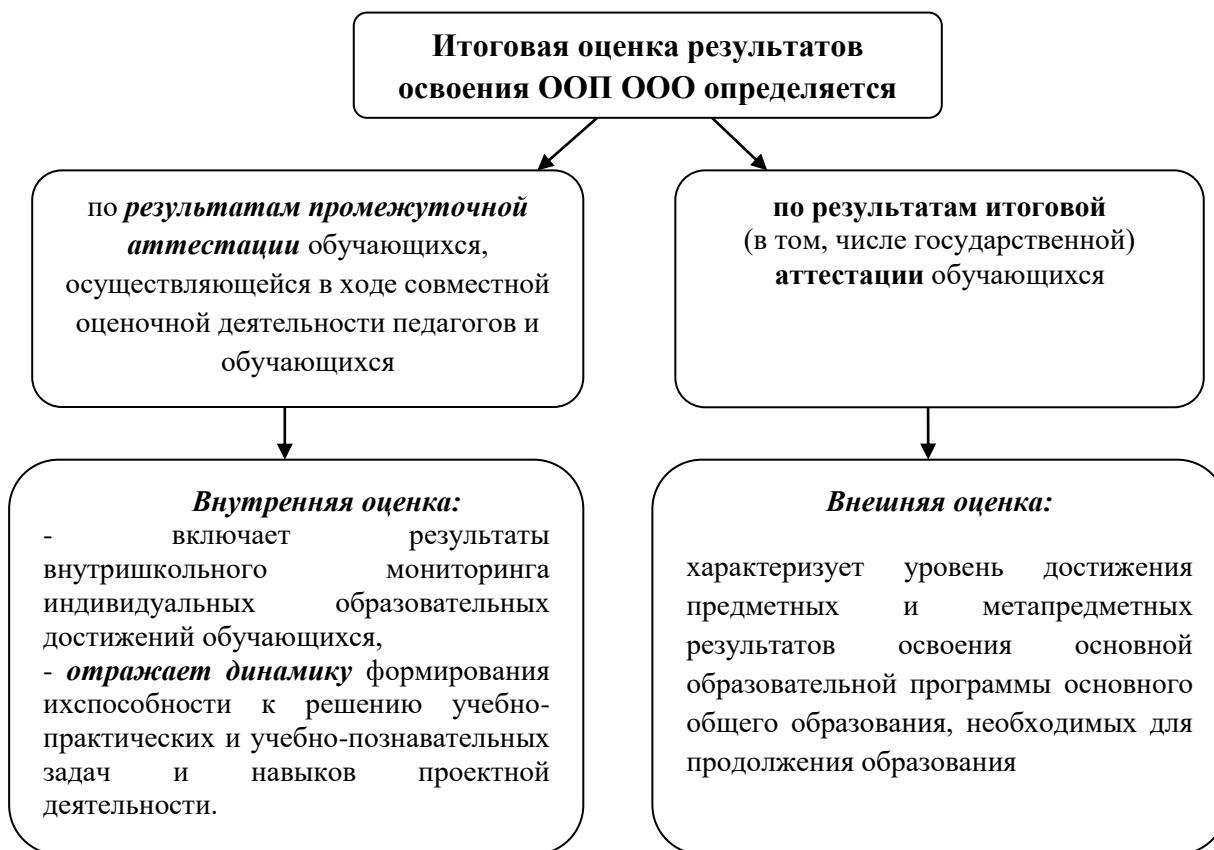 Итоговая оценка результатов
освоения ООП ООО определяется
по результатам промежуточной
аттестации обучающихся,
осуществляющейся в ходе совместной
оценочной деятельности педагогов и
обучающихся
по результатам итоговой
(в том, числе государственной)
аттестации обучающихся
Внутренняя оценка:
- включает результаты
внутришкольного мониторинга
индивидуальных образовательных
достижений обучающихся,
- отражает динамику формирования
ихспособности к решению учебно-
практических и учебно-познавательных
задач и навыков проектной
деятельности.
Внешняя оценка:
характеризует уровень достижения
предметных и метапредметных
результатов освоения основной
образовательной программы основного
общего образования, необходимых для
продолжения образования